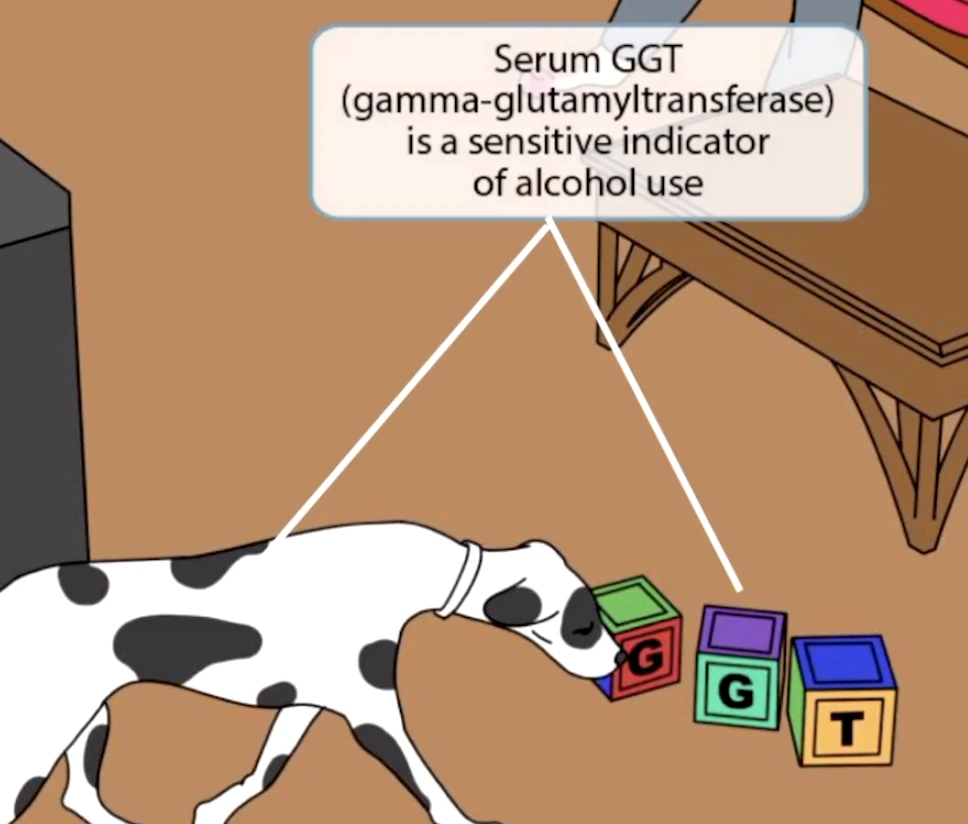 Serum GGT
(gamma-glutamyltransferase)
is a sensitive indicator
of alcohol use
G
G
T